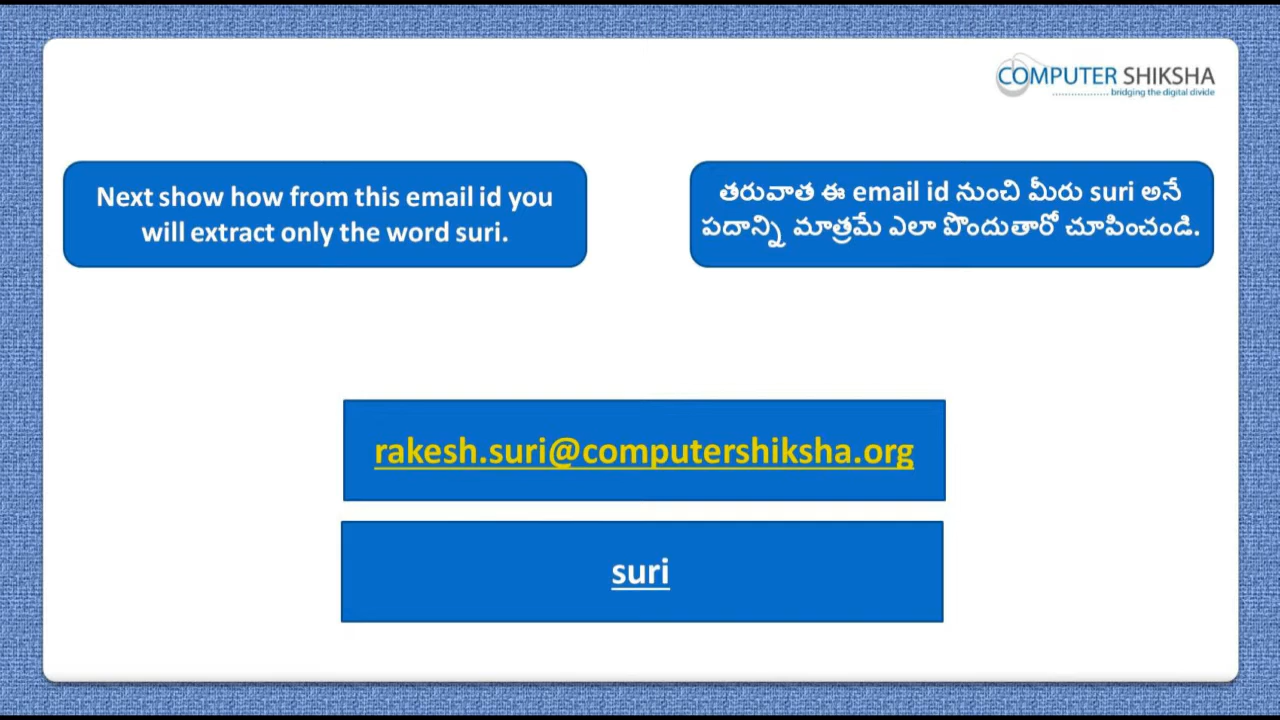 COMPUTER SHIKSHA
bridging the digital divide
Next show how from this email id you
will extract only the word suri.
తరువాత ఈ email id నుంచి మీరు suri అనే
పదాన్ని మాత్రమే ఎలా పొందుతారో చూపించండి.
rakesh.suri@computershiksha.org
suri